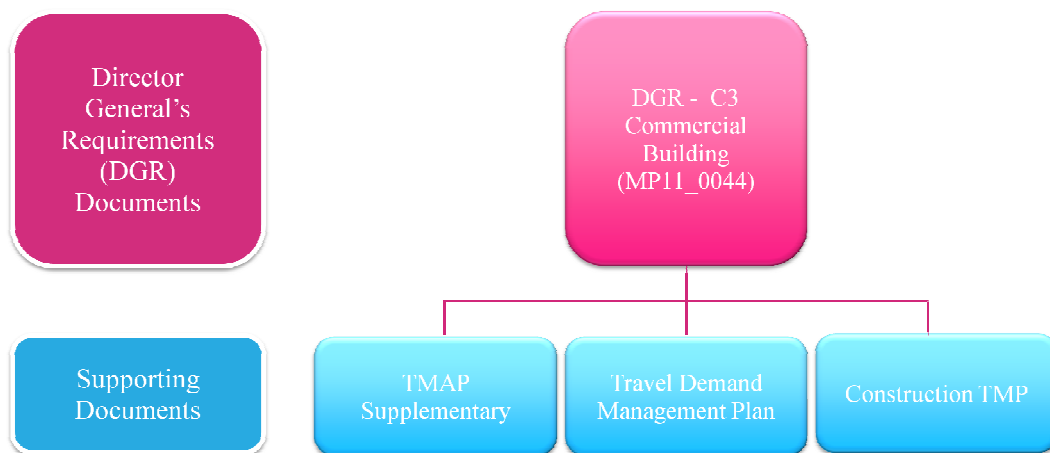 Director
General’s
Requirements
(DGR)
Documents
DGR -  C3
Commercial
Building
(MP11_0044)
Supporting
Documents
TMAP
Supplementary
Travel Demand
Management Plan
Construction TMP